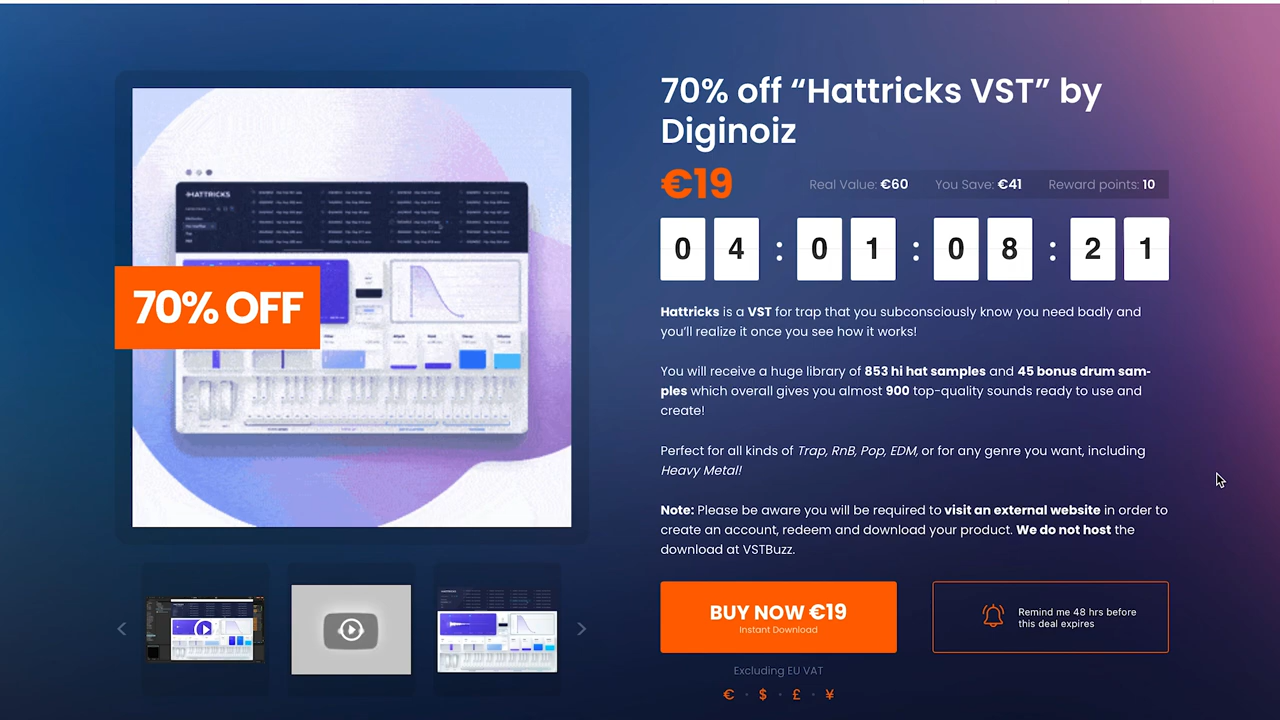 70% off “Hattricks VST” by
Diginoiz
€19
Real Value: €60 You Save: €41 Reward points: 10
04 : 01 : 08 : 21
HATTRICKS
70% OFF
Hattricks is a VST for trap that you subconsciously know you need badly and
you’ll realize it once you see how it works!
You will receive a huge library of 853 hi hat samples and 45 bonus drum sam-
ples which overall gives you almost 900 top-quality sounds ready to use and
create!
Perfect for all kinds of Trap, RnB, Pop, EDM, or for any genre you want, including
Heavy Metal!
Note: Please be aware you will be required to visit an external website in order to
create an account, redeem and download your product. We do not host the
download at VSTBuzz.
BUY NOW €19
Instant Download
Remind me 48 hrs before
this deal expires
Excluding EU VAT
€ · $ · £ · ¥